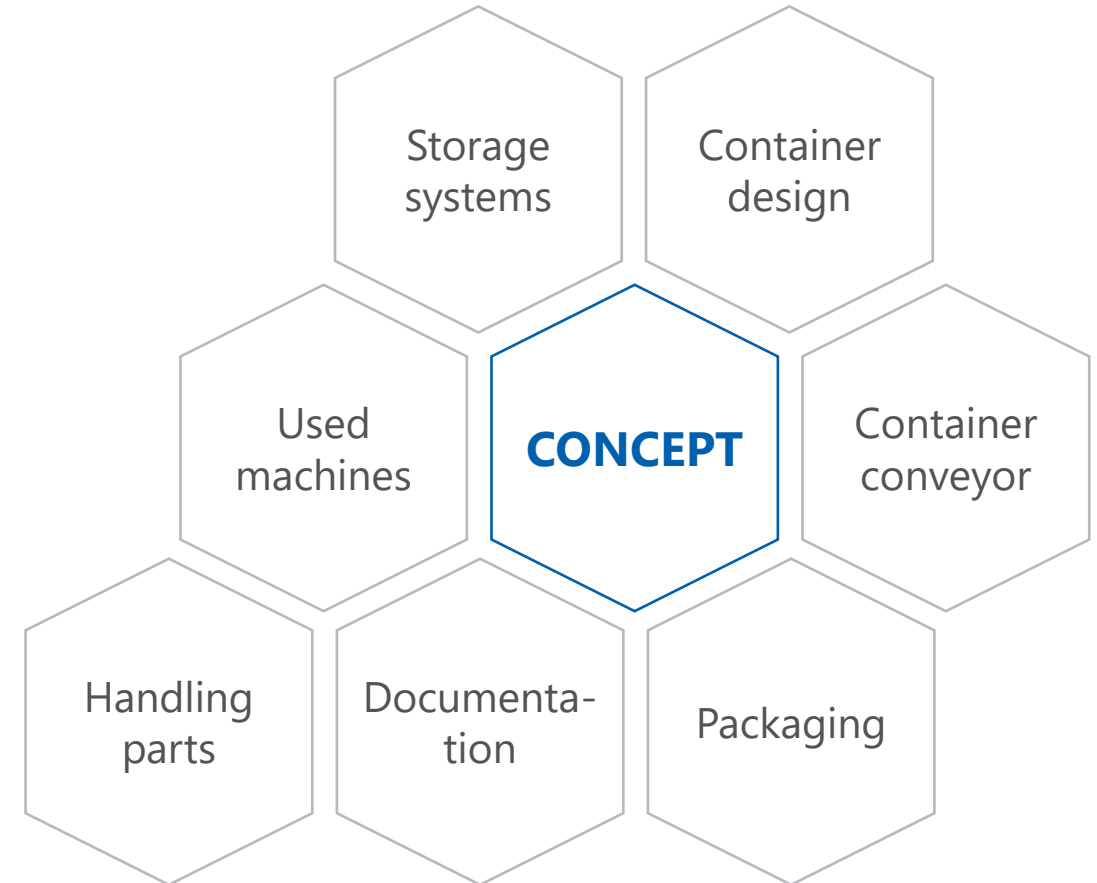 Storage
systems
Container
design
Used
machines
CONCEPT
Container
conveyor
Handling
parts
Documenta-
tion
Packaging